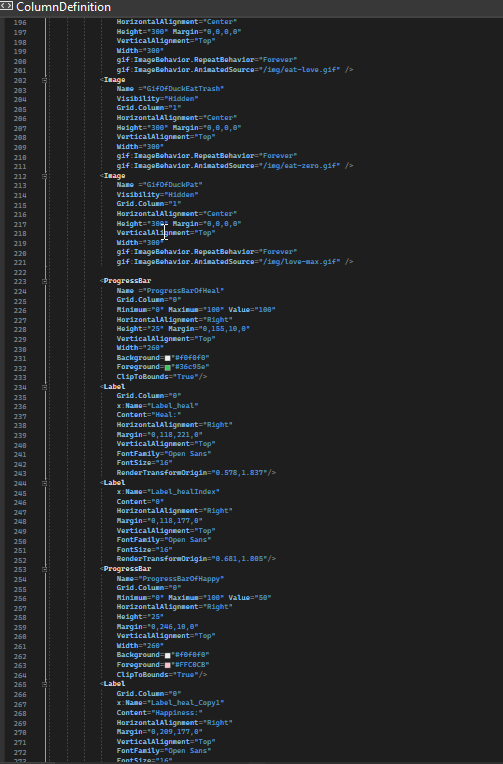 ColumnDefinition
196 HorizontalAlignment="Center"
197 Height="300" Margin="0,0,0,0"
198 VerticalAlignment="Top"
199 Width="300"
200 gif:ImageBehavior.RepeatBehavior="Forever"
201 gif:ImageBehavior.AnimatedSource="/img/eat-love.gif" />
202 <Image
203 Name ="GifOfDuckEatTrash"
204 Visibility="Hidden"
205 Grid.Column="1"
206 HorizontalAlignment="Center"
207 Height="300" Margin="0,0,0,0"
208 VerticalAlignment="Top"
209 Width="300"
210 gif:ImageBehavior.RepeatBehavior="Forever"
211 gif:ImageBehavior.AnimatedSource="/img/eat-zero.gif" />
212 <Image
213 Name ="GifOfDuckPat"
214 Visibility="Hidden"
215 Grid.Column="1"
216 HorizontalAlignment="Center"
217 Height="300" Margin="0,0,0,0"
218 VerticalAlignment="Top"
219 Width="300"
220 gif:ImageBehavior.RepeatBehavior="Forever"
221 gif:ImageBehavior.AnimatedSource="/img/love-max.gif" />
222
223 <ProgressBar
224 Name ="ProgressBarOfHeal"
225 Grid.Column="0"
226 Minimum="0" Maximum="100" Value="100"
227 HorizontalAlignment="Right"
228 Height="25" Margin="0,155,10,0"
229 VerticalAlignment="Top"
230 Width="260"
231 Background="#f0f0f0"
232 Foreground="#36c95e"
233 ClipToBounds="True"/>
234 <Label
235 Grid.Column="0"
236 x:Name="Label_heal"
237 Content="Heal:"
238 HorizontalAlignment="Right"
239 Margin="0,118,221,0"
240 VerticalAlignment="Top"
241 FontFamily="Open Sans"
242 FontSize="16"
243 RenderTransformOrigin="0.578,1.837"/>
244 <Label
245 x:Name="Label_healIndex"
246 Content="0"
247 HorizontalAlignment="Right"
248 Margin="0,118,177,0"
249 VerticalAlignment="Top"
250 FontFamily="Open Sans"
251 FontSize="16"
252 RenderTransformOrigin="0.681,1.805"/>
253 <ProgressBar
254 Name="ProgressBarOfHappy"
255 Grid.Column="0"
256 Minimum="0" Maximum="100" Value="50"
257 HorizontalAlignment="Right"
258 Height="25"
259 Margin="0,246,10,0"
260 VerticalAlignment="Top"
261 Width="260"
262 Background="#f0f0f0"
263 Foreground="#FFC0CB"
264 ClipToBounds="True"/>
265 <Label
266 Grid.Column="0"
267 x:Name="Label_heal_Copy1"
268 Content="Happiness:"
269 HorizontalAlignment="Right"
270 Margin="0,209,177,0"
271 VerticalAlignment="Top"
272 FontFamily="Open Sans"
273 FontSize="16"